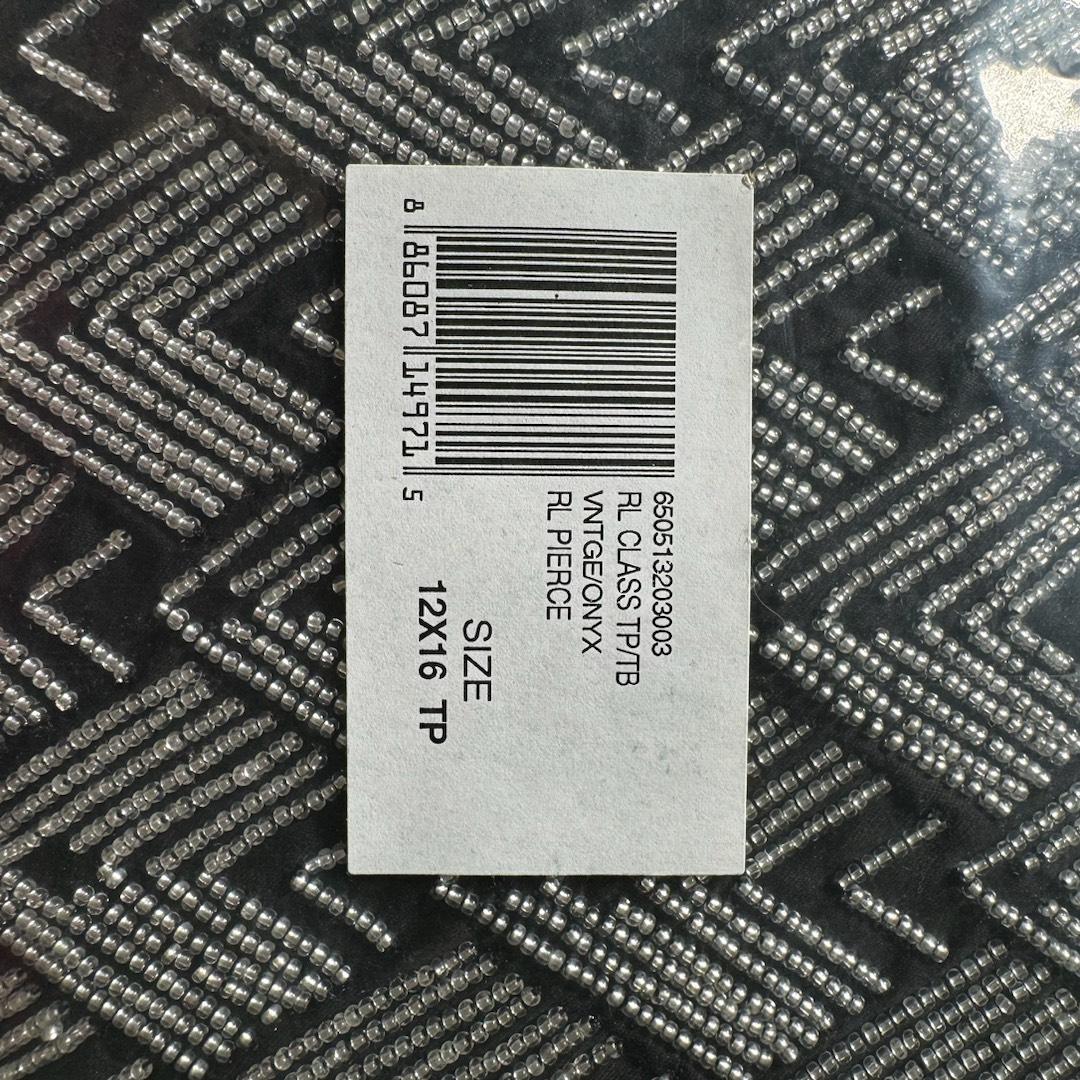 650513203003
RL CLASS TP/TB
VNTGE/ONYX
RL PIERCE
8 86087 14971 5
SIZE
12X16 TP